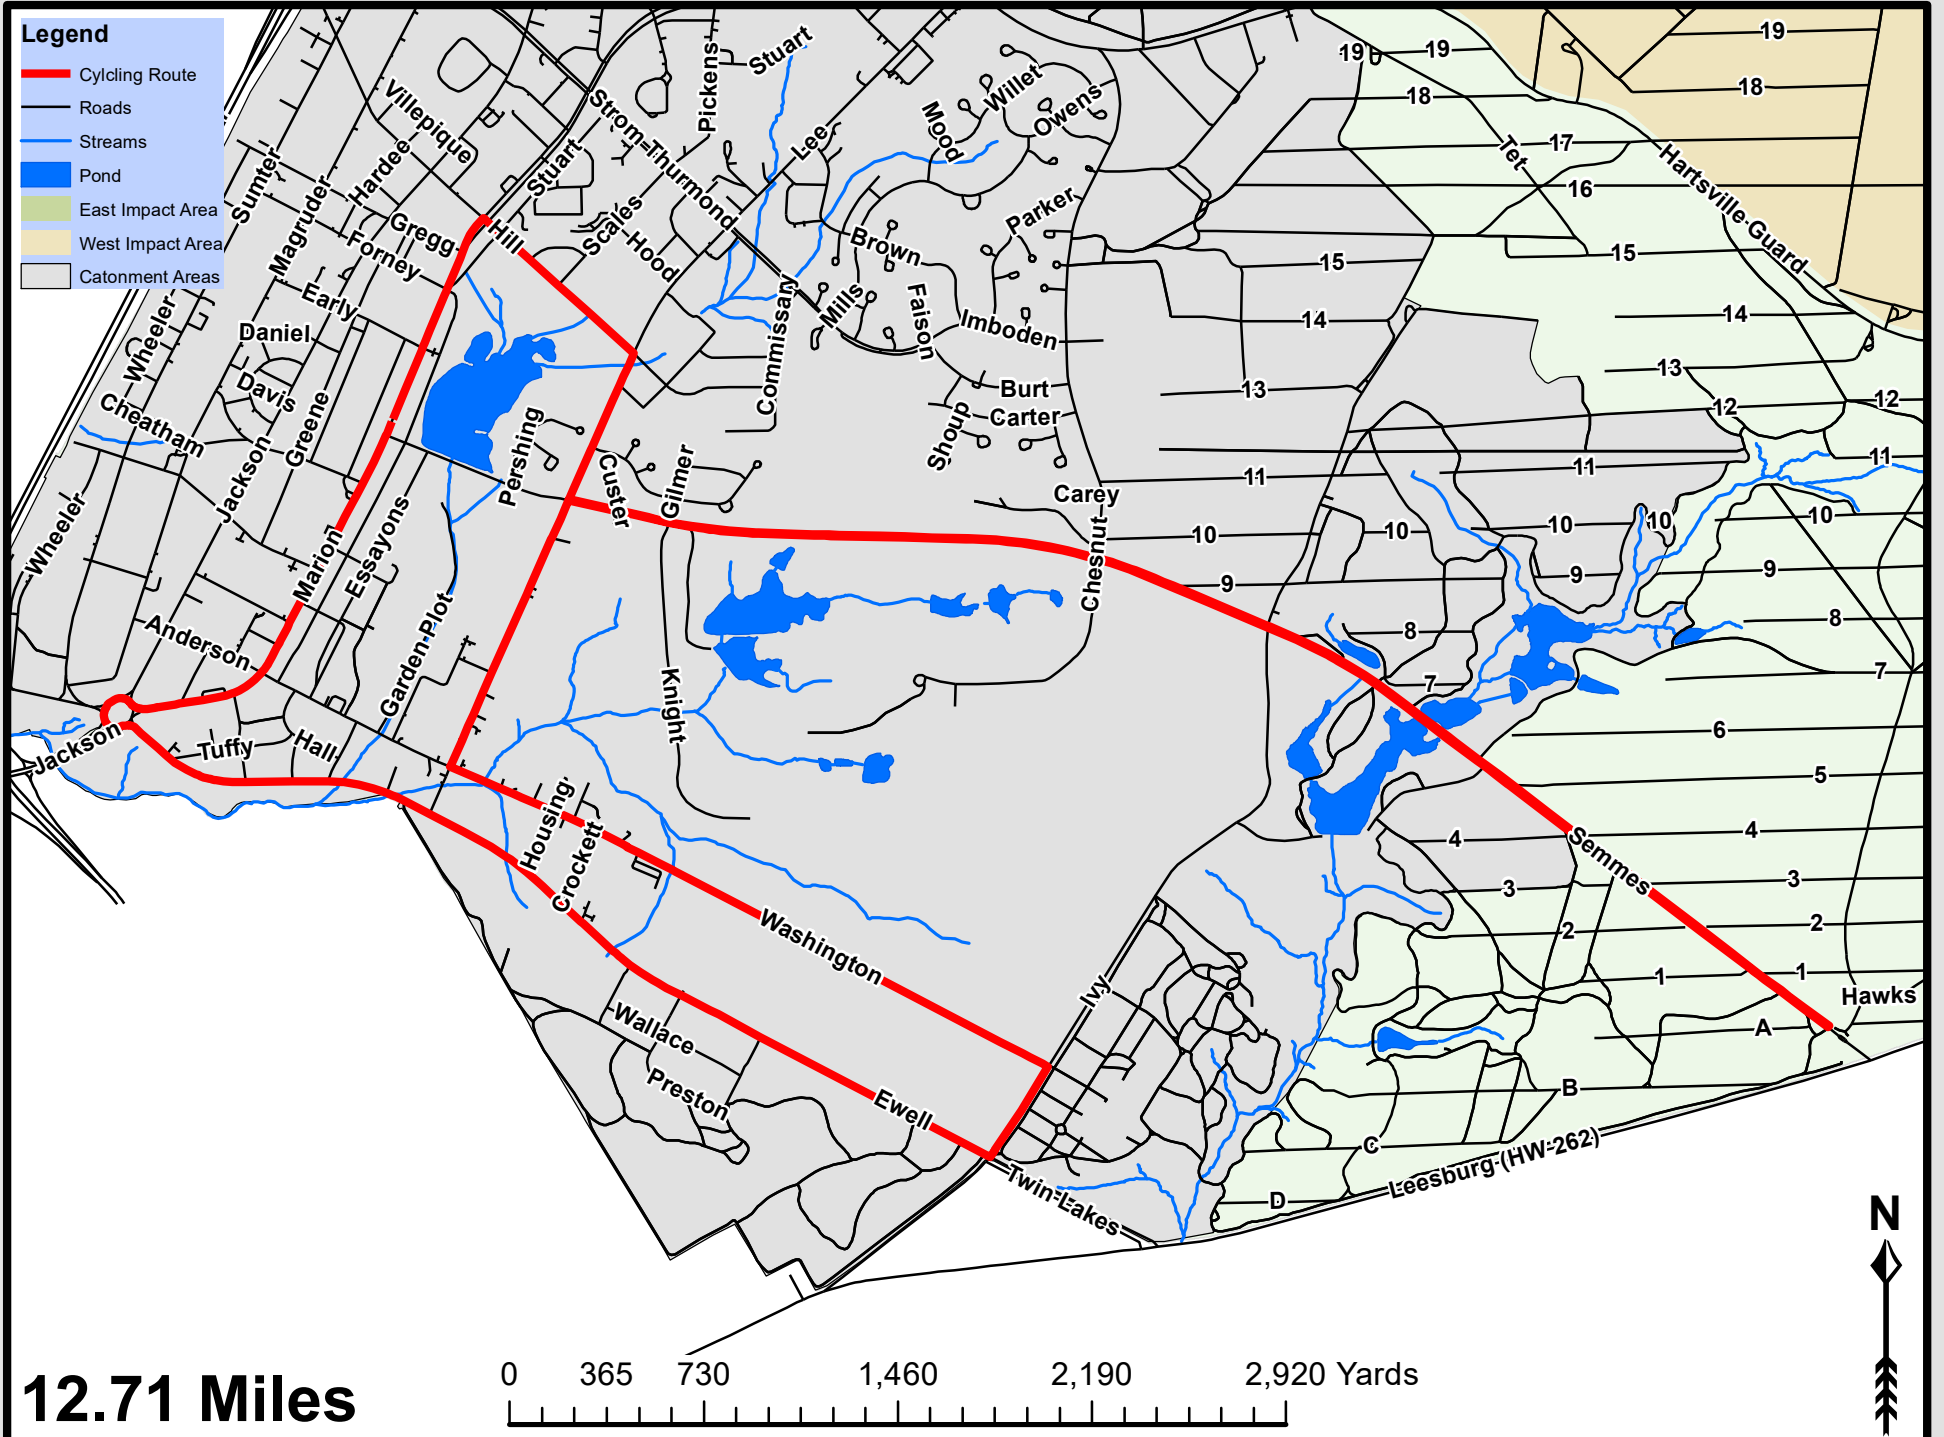 Legend
Cylcling Route
Roads
Streams
Pond
East Impact Area
West Impact Area
Catonment Areas
Stuart
Pickens
Villepique
Strom-Thurmond
Willet
Mood
Owens
Lee
Sumter
Hardee
Magruder
Stuart
Gregg
Forney
Hill
Scales
Hood
Parker
Brown
Early
Daniel
Wheeler
Davis
Cheatham
Greene
Jackson
Commissary
Mills
Faison
Imboden
Burt
Carter
Shoup
Pershing
Custer
Gilmer
Carey
Chesnut
Wheeler
Marion
Essayons
Anderson
Garden-Plot
Knight
Jackson
Tuffy
Hall
Housing
Crockett
Washington
Wallace
Preston
Ewell
Ivy
Twin-Lakes
Leesburg (HW-262)
Semmes
Hawks
Tet
Hartsville-Guard
19
19
19
18
18
17
16
15
15
14
14
13
13
12
12
11
11
11
10
10
10
10
10
9
9
9
8
8
7
7
6
5
4
4
3
3
2
2
1
1
A
B
C
D
N
0 365 730 1,460 2,190 2,920 Yards
12.71 Miles